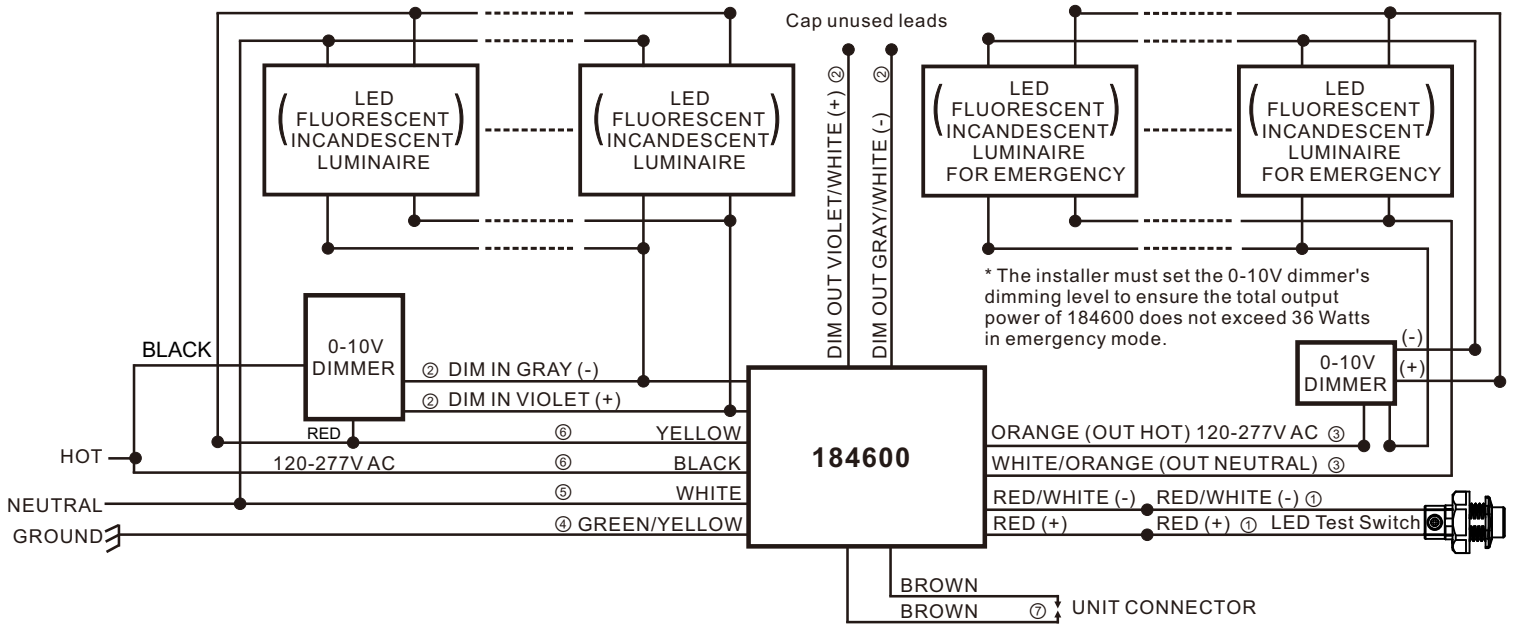 Cap unused leads
( LED
FLUORESCENT
INCANDESCENT )
LUMINAIRE
( LED
FLUORESCENT
INCANDESCENT )
LUMINAIRE
DIM OUT VIOLET/WHITE (+) ②
DIM OUT GRAY/WHITE (-) ②
( LED
FLUORESCENT
INCANDESCENT )
LUMINAIRE
FOR EMERGENCY
( LED
FLUORESCENT
INCANDESCENT )
LUMINAIRE
FOR EMERGENCY
* The installer must set the 0-10V dimmer's
dimming level to ensure the total output
power of 184600 does not exceed 36 Watts
in emergency mode.
BLACK
0-10V
DIMMER
② DIM IN GRAY (-)
② DIM IN VIOLET (+)
RED
⑥ YELLOW
HOT
120-277V AC
⑥ BLACK
NEUTRAL
⑤ WHITE
GROUND
④ GREEN/YELLOW
184600
0-10V
DIMMER
(-)
(+)
ORANGE (OUT HOT) 120-277V AC ③
WHITE/ORANGE (OUT NEUTRAL) ③
RED/WHITE (-) RED/WHITE (-) ①
RED (+) RED (+) ① LED Test Switch
BROWN
BROWN ⑦ UNIT CONNECTOR